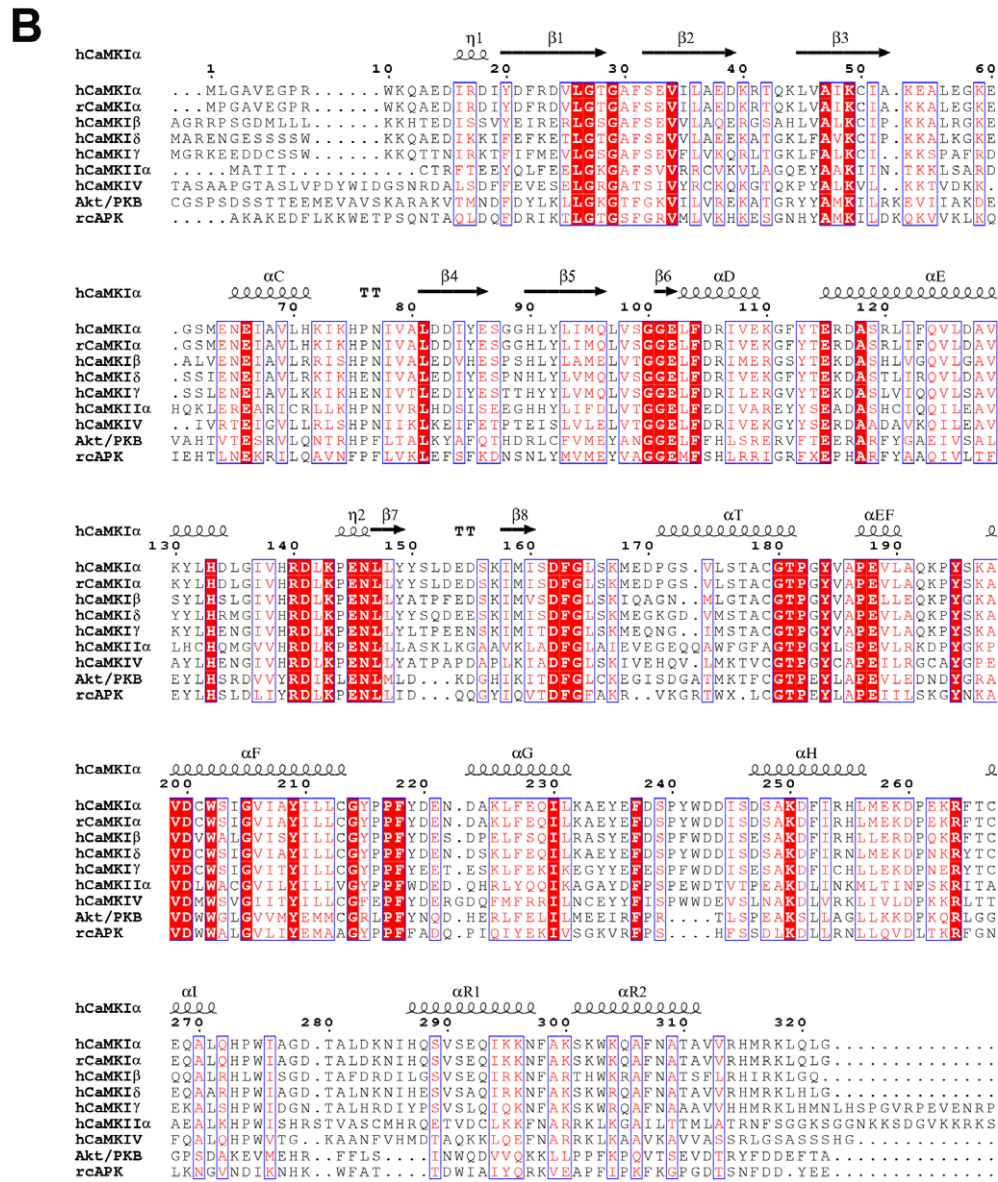 B
η1 β1 β2 β3
hCaMKIα
1 10 20 30 40 50 60
hCaMKIα ...MLGAVEGPR......WKQAEDIRDIYDFRDVLGTGAFSEVILAEDKRTQKLVAIKCIA.KEALEGKE
rCaMKIα ...MPGAVEGPR......WKQAEDIRDIYDFRDVLGTGAFSEVILAEDKRTQKLVAIKCIA.KKALEGKE
hCaMKIβ AGRRPSGDMLLL......KKHTEDISSVYEIRERLGSGAFSEVVLAQERGSAHLVALKCIP.KKALRGKE
hCaMKIδ MARENGESSSSW......KKQAEDIKKIFEFKETLGTGAFSEVVLAEEKATGKLFAVKCIP.KKALKGKE
hCaMKIγ MGRKEEDDCSSW......KKQTTNIRKTFIFMEVLGSGAFSEVFLVKQRLTGKLFALKCI..KKSPAFRD
hCaMKIIα ......MATIT.......CTRFTEEYQLFEELGKGAFSVVRRCVKVLAGQEYAAKIINTKKLSARD
hCaMKIV TASAAPGTASLVPDYWIDGSNRDALSDFFEVESELGRGATSIVYRCKQKGTQKPYALKVL..KKTVDKK.
Akt/PKB CGSPSDSSTTEEMEVAVSKARAKVTMNDFDYLKLLGKGTFGKVILVREKATGRYYAMKILRKEVIIAKDE
rcAPK .....AKAKEDFLKKWETPSQNTAQLDQFDRIKTLGTGSFGRVMLVKHKESGNHYAMKILDKQKVVKLKQ
αC TT β4 β5 β6 αD αE
hCaMKIα
70 80 90 100 110 120
hCaMKIα .GSMENEIAVLHKIKHPNIVALDDIYESGGHLYLIMQLVSGGELFDRIVEKGFYTERDASRLIFQVLDAV
rCaMKIα .GSMENEIAVLHKIKHPNIVALDDIYESGGHLYLIMQLVSGGELFDRIVEKGFYTERDASRLIFQVLDAV
hCaMKIβ .ALVENEIAVLRRISHPNIVALEDVHESPSHLYLAMELVTGGELFDRIMERGSYTEKDASHLVGQVLGAV
hCaMKIδ .SSIENEIAVLRKIKHENIVALEDIYESPNHLYLVMQLVSGGELFDRIVEKGFYTEKDASTLIRQVLDAV
hCaMKIγ .SSLENEIAVLKKIKHENIVTLEDIYESTTHYYLVMQLVSGGELFDRILERGVYTEKDASLVIQQVLSAV
hCaMKIIα HQKLEREARICRLLKHPNIVRLHDSISEEGHHYLIFDLVTGGELFEDIVAREYYSEADASHCIQQILEAV
hCaMKIV ..IVRTEIGVLLRLSHPNIIKLKEIFETPTEISLVLELVTGGELFDRIVEKGYYSERDAADAVKQILEAV
Akt/PKB VAHTVTESRVLQNTRHPFLTALKYAFQTHDRLCFVMEYANGGELFFHLSRERVFTEERARFYGAEIVSAL
rcAPK IEHTLNEKRILQAVNFPFLVKLEFSFKDNSNLYMVMEYVAGGEMFSHLRRIGRFXEPHARFYAAQIVLTF
η2 β7 TT β8 αT αEF
hCaMKIα
130 140 150 160 170 180 190
hCaMKIα KYLHDLGIVHRDLKPENLLYYSLDEDSKIMISDFGLSKMEDPGS.VLSTACGTPGYVAPEVLAQKPYSKA
rCaMKIα KYLHDLGIVHRDLKPENLLYYSLDEDSKIMISDFGLSKMEDPGS.VLSTACGTPGYVAPEVLAQKPYSKA
hCaMKIβ SYLHSLGIVHRDLKPENLLYATPFEDSKIMVSDFGLSKIQAGN..MLGTACGTPGYVAPELLEQKPYGKA
hCaMKIδ YYLHRMGIVHRDLKPENLLYYSQDEESKIMISDFGLSKMEGKGD.VMSTACGTPGYVAPEVLAQKPYSKA
hCaMKIγ KYLHENGIVHRDLKPENLLYLTPEENSKIMITDFGLSKMEQNG..IMSTACGTPGYVAPEVLAQKPYSKA
hCaMKIIα LHCHQMGVVHRDLKPENLLLASKLKGAAVKLADFGLAIEVEGEQQAWFGFAGTPGYLSPEVLRKDPYGKP
hCaMKIV AYLHENGIVHRDLKPENLLYATPAPDAPLKIADFGLSKIVEHQV.LMKTVCGTPGYCAPEILRGCAYGPE
Akt/PKB EYLHSRDVVYRDIKLENLMLD...KDGHIKITDFGLCKEGISDGATMKTFCGTPEYLAPEVLEDNDYGRA
rcAPK EYLHSLDLIYRDLKPENLLID...QQGYIQVTDFGFAKR..VKGRTWX.LCGTPEYLAPEIILSKGYNKA
αF αG αH
hCaMKIα
200 210 220 230 240 250 260
hCaMKIα VDCWSIGVIAYILLCGYPPFYDEN.DAKLFEQILKAEYEFDSPYWDDISDSAKDFIRHLMEKDPEKRFTC
rCaMKIα VDCWSIGVIAYILLCGYPPFYDEN.DAKLFEQILKAEYEFDSPYWDDISDSAKDFIRHLMEKDPEKRFTC
hCaMKIβ VDVWALGVISYILLCGYPPFYDES.DPELFSQILRASYEFDSPFWDDISESAKDFIRHLLERDPQKRFTC
hCaMKIδ VDCWSIGVIAYILLCGYPPFYDEN.DSKLFEQILKAEYEFDSPYWDDISDSAKDFIRNLMEKDPNKRYTC
hCaMKIγ VDCWSIGVITYILLCGYPPFYEET.ESKLFEKIKEGYYEFESPFWDDISESAKDFICHLLEKDPNERYTC
hCaMKIIα VDLWACGVILYILLVGYPPFWDED.QHRLYQQIKAGAYDFPSPEWDTVTPEAKDLINKMLTINPSKRITA
hCaMKIV VDMWSVGIITYILLCGFEPFYDERGDQFMFRRILNCEYYFISPWWDEVSLNAKDLVRKLIVLDPKQRLTT
Akt/PKB VDWWGLGVVMYEMMCGRLPFYNQD.HERLFELILMEEIRFPR....TLSPEAKSLLAGLLKKDPKQRLGG
rcAPK VDWWALGVLIYEMAAGYPPFFADQ.PIQIYEKIVSGKVRFPS....HFSSDLKDLLRNLLQVDLTKRFGN
αI αR1 αR2
hCaMKIα
270 280 290 300 310 320
hCaMKIα EQALQHPWIAGD.TALDKNIHQSVSEQIKKNFAKSKWKQAFNATAVVRHMRKLQLG..............
rCaMKIα EQALQHPWIAGD.TALDKNIHQSVSEQIKKNFAKSKWKQAFNATAVVRHMRKLQLG..............
hCaMKIβ QQALRHLWISGD.TAFDRDILGSVSEQIRKNFARTHWKRAFNATSFLRHIRKLGQ...............
hCaMKIδ EQAARHPWIAGD.TALNKNIHESVSAQIRKNFAKSKWRQAFNATAVVRHMRKLHLG..............
hCaMKIγ EKALSHPWIDGN.TALHRDIYPSVSLQIQKNFAKSKWRQAFNAAAVVHHMRKLHMNLHSPGVRPEVENRP
hCaMKIIα AEALKHPWISHRSTVASCMHRQETVDCLKKFNARRKLKGAILTTMLATRNFSGGKSGGNKKSDGVKKRKS
hCaMKIV FQALQHPWVTG..KAANFVHMDTAQKKLQEFNARRKLKAAVKAVVASSRLGSASSSHG............
Akt/PKB GPSDAKEVMEHR..FFLS.....INWQDVVQKKLLPPFKPQVTSEVDTRYFDDEFTA.............
rcAPK LKNGVNDIKNHK..WFAT.....TDWIAIYQRKVEAPFIPKFKGPGDTSNFDD.YEE.............